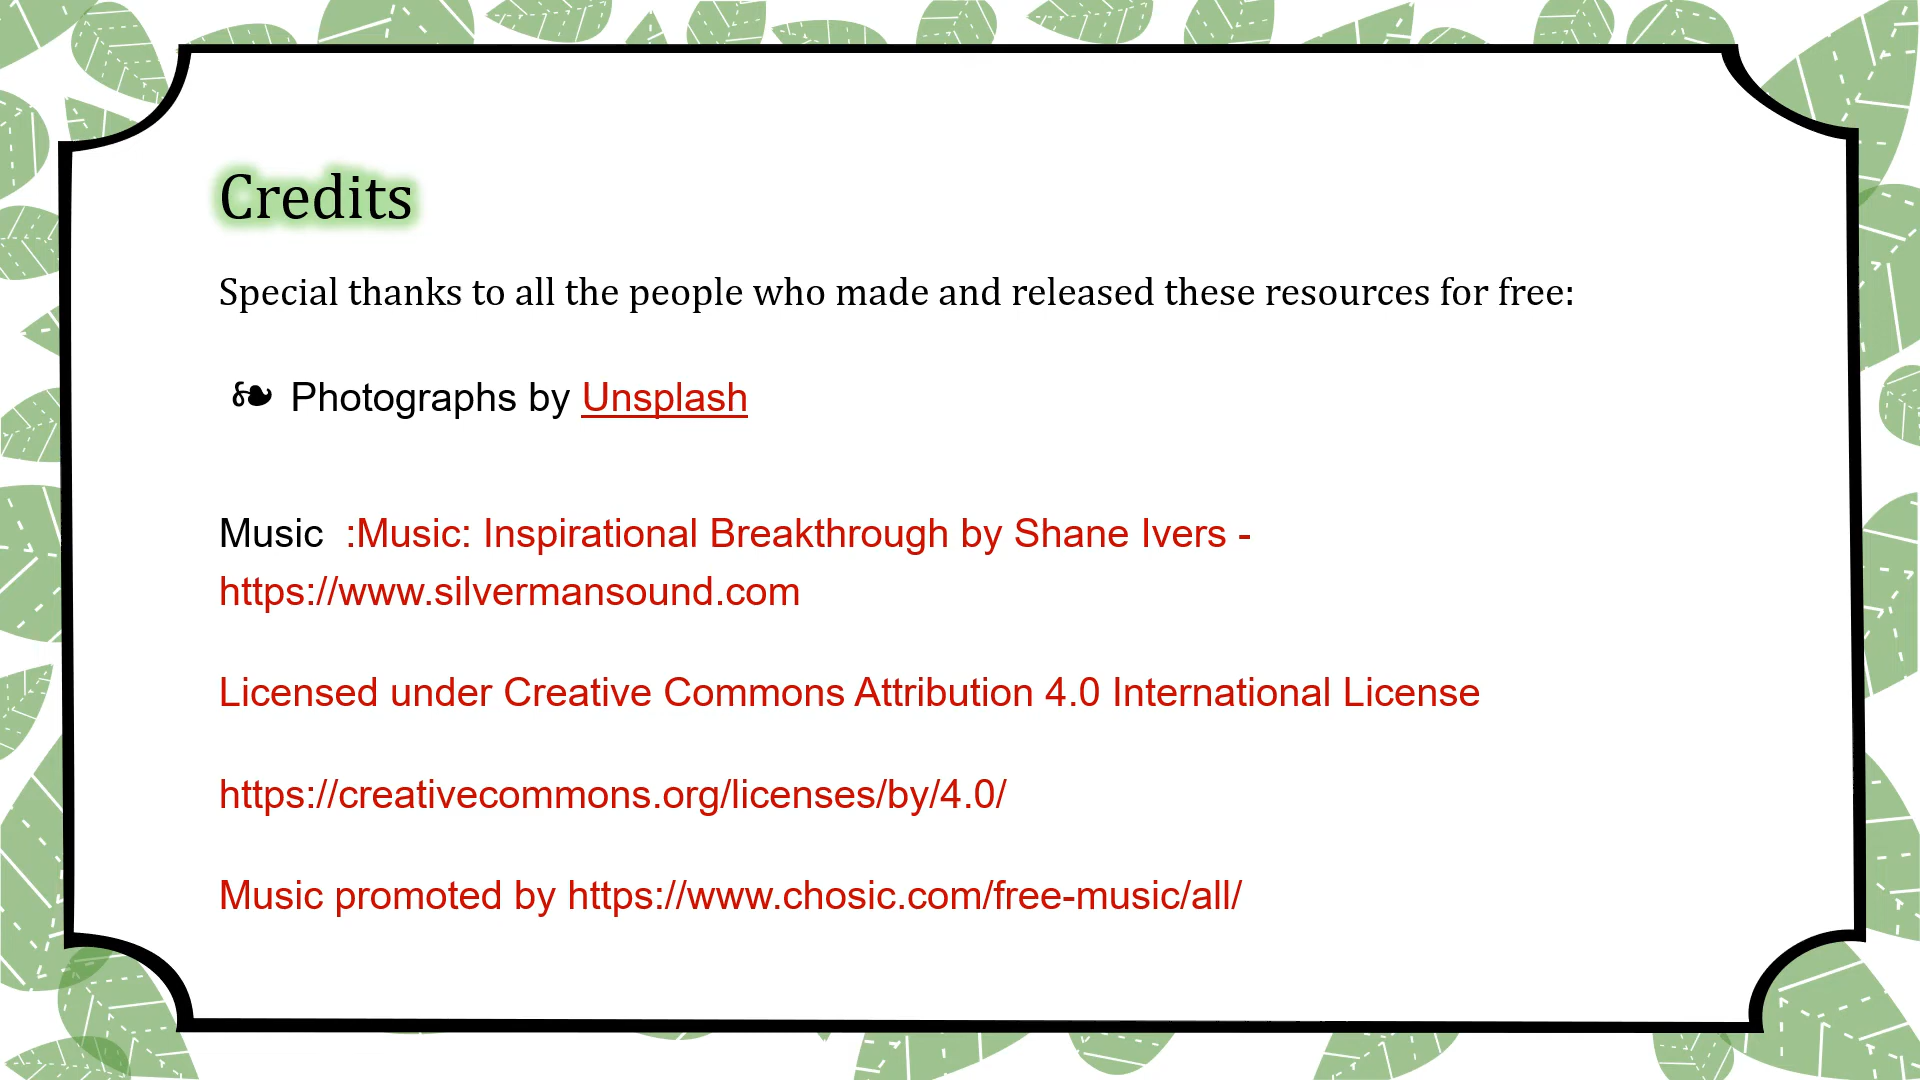 Credits
Special thanks to all the people who made and released these resources for free:
❧ Photographs by Unsplash
Music  :Music: Inspirational Breakthrough by Shane Ivers -
https://www.silvermansound.com
Licensed under Creative Commons Attribution 4.0 International License
https://creativecommons.org/licenses/by/4.0/
Music promoted by https://www.chosic.com/free-music/all/